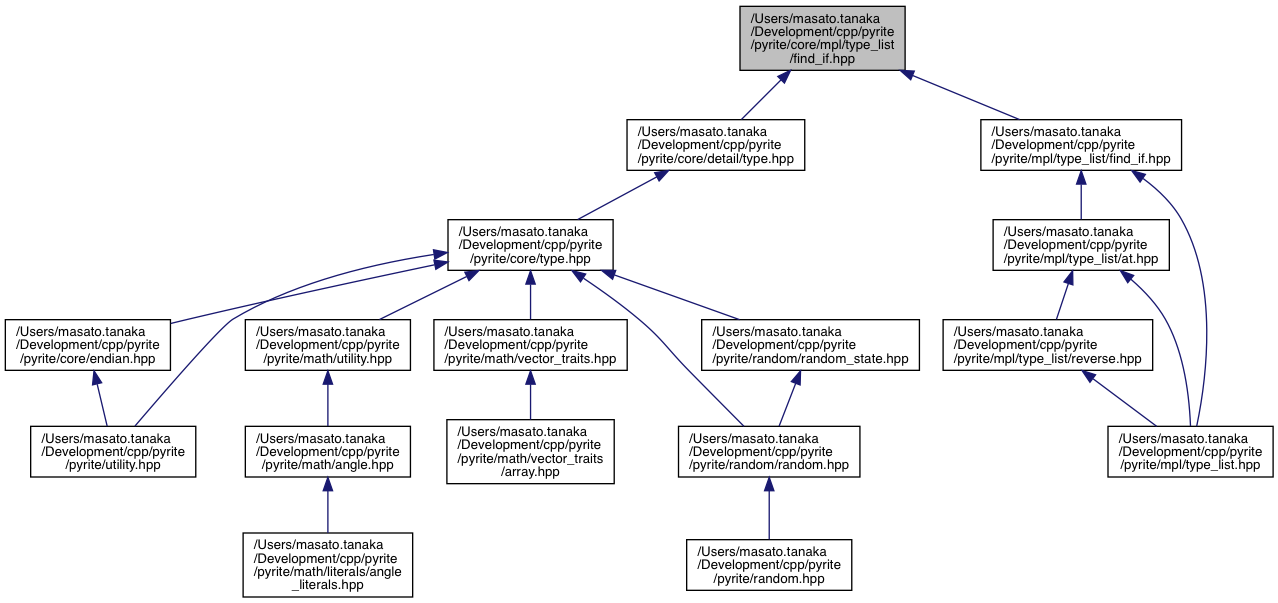 /Users/masato.tanaka
/Development/cpp/pyrite
/pyrite/core/mpl/type_list
/find_if.hpp
/Users/masato.tanaka
/Development/cpp/pyrite
/pyrite/core/detail/type.hpp
/Users/masato.tanaka
/Development/cpp/pyrite
/pyrite/mpl/type_list/find_if.hpp
/Users/masato.tanaka
/Development/cpp/pyrite
/pyrite/core/type.hpp
/Users/masato.tanaka
/Development/cpp/pyrite
/pyrite/mpl/type_list/at.hpp
/Users/masato.tanaka
/Development/cpp/pyrite
/pyrite/core/endian.hpp
/Users/masato.tanaka
/Development/cpp/pyrite
/pyrite/math/utility.hpp
/Users/masato.tanaka
/Development/cpp/pyrite
/pyrite/math/vector_traits.hpp
/Users/masato.tanaka
/Development/cpp/pyrite
/pyrite/random/random_state.hpp
/Users/masato.tanaka
/Development/cpp/pyrite
/pyrite/mpl/type_list/reverse.hpp
/Users/masato.tanaka
/Development/cpp/pyrite
/pyrite/utility.hpp
/Users/masato.tanaka
/Development/cpp/pyrite
/pyrite/math/angle.hpp
/Users/masato.tanaka
/Development/cpp/pyrite
/pyrite/math/vector_traits
/array.hpp
/Users/masato.tanaka
/Development/cpp/pyrite
/pyrite/random/random.hpp
/Users/masato.tanaka
/Development/cpp/pyrite
/pyrite/mpl/type_list.hpp
/Users/masato.tanaka
/Development/cpp/pyrite
/pyrite/math/literals/angle
_literals.hpp
/Users/masato.tanaka
/Development/cpp/pyrite
/pyrite/random.hpp